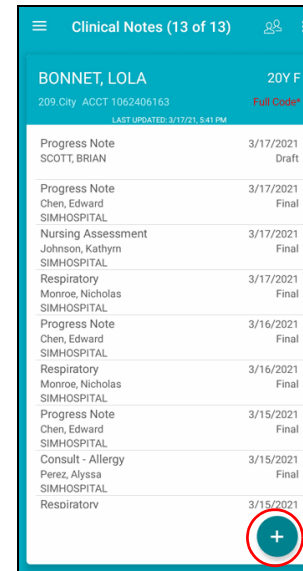 Clinical Notes (13 of 13)
BONNET, LOLA 20Y F
209.City ACCT 1062406163 Full Code*
LAST UPDATED: 3/17/21, 5:41 PM
Progress Note 3/17/2021
SCOTT, BRIAN Draft
Progress Note 3/17/2021
Chen, Edward Final
SIMHOSPITAL
Nursing Assessment 3/17/2021
Johnson, Kathyrn Final
SIMHOSPITAL
Respiratory 3/17/2021
Monroe, Nicholas Final
SIMHOSPITAL
Progress Note 3/16/2021
Chen, Edward Final
SIMHOSPITAL
Respiratory 3/16/2021
Monroe, Nicholas Final
SIMHOSPITAL
Progress Note 3/15/2021
Chen, Edward Final
SIMHOSPITAL
Consult - Allergy 3/15/2021
Perez, Alyssa Final
SIMHOSPITAL
Respiratory 3/15/2021
+